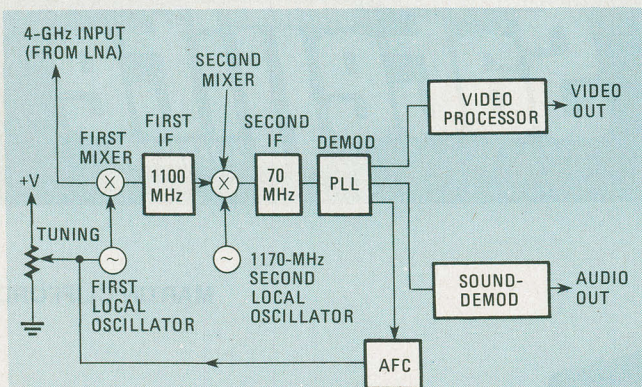 4-GHz INPUT
(FROM LNA)
SECOND
MIXER
FIRST
MIXER
FIRST
IF
SECOND
IF
DEMOD
VIDEO
PROCESSOR
VIDEO
OUT
1100
MHz
70
MHz
PLL
+V
TUNING
FIRST
LOCAL
OSCILLATOR
1170-MHz
SECOND
LOCAL
OSCILLATOR
SOUND-
DEMOD
AUDIO
OUT
AFC